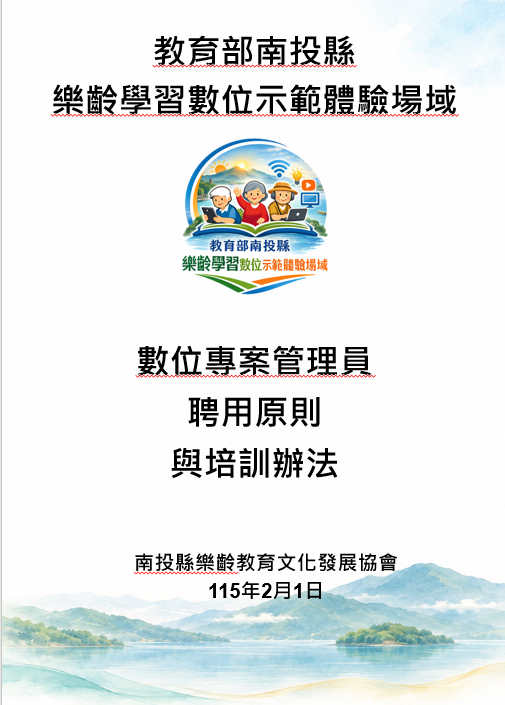 教育部南投縣
樂齡學習數位示範體驗場域
教育部南投縣
樂齡學習數位示範體驗場域
數位專案管理員
聘用原則
與培訓辦法
南投縣樂齡教育文化發展協會
115年2月1日